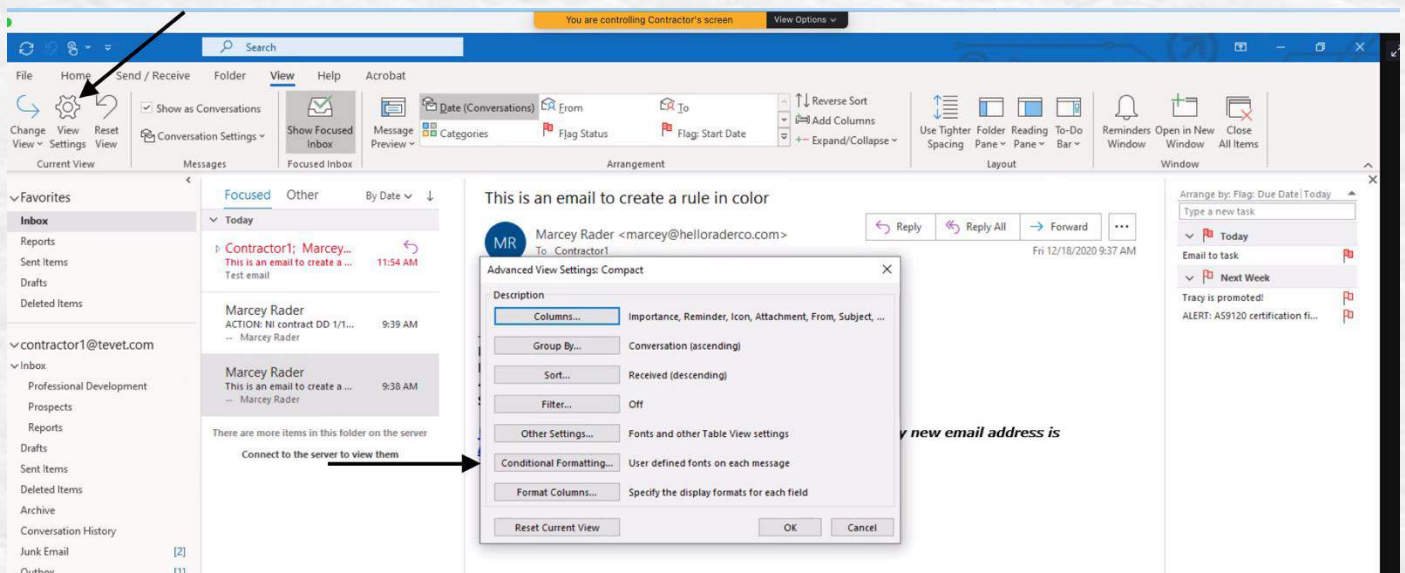 You are controlling Contractor's screen
View Options
Search
File Home Send / Receive Folder View Help Acrobat
Change View
View Settings
Reset View
Current View
Show as Conversations
Conversation Settings
Messages
Show Focused Inbox
Focused Inbox
Message Preview
Date (Conversations) From To
Categories Flag Status Flag: Start Date
Reverse Sort
Add Columns
Expand/Collapse
Arrangement
Use Tighter Spacing
Folder Pane
Reading Pane
To-Do Bar
Layout
Reminders Window
Open in New Window
Close All Items
Window
Favorites
Inbox
Reports
Sent Items
Drafts
Deleted Items
contractor1@tevet.com
Inbox
Professional Development
Prospects
Reports
Drafts
Sent Items
Deleted Items
Archive
Conversation History
Junk Email [2]
Outbox [1]
Focused Other By Date
Today
Contractor1; Marcey...
This is an email to create a ... 11:54 AM
Test email
Marcey Rader
ACTION: NI contract DD 1/1... 9:39 AM
-- Marcey Rader
Marcey Rader
This is an email to create a ... 9:38 AM
-- Marcey Rader
There are more items in this folder on the server
Connect to the server to view them
This is an email to create a rule in color
MR
Marcey Rader <marcey@helloraderco.com>
To Contractor1
Reply Reply All Forward ...
Fri 12/18/2020 9:37 AM
y new email address is
Advanced View Settings: Compact
Description
Columns... Importance, Reminder, Icon, Attachment, From, Subject, ...
Group By... Conversation (ascending)
Sort... Received (descending)
Filter... Off
Other Settings... Fonts and other Table View settings
Conditional Formatting... User defined fonts on each message
Format Columns... Specify the display formats for each field
Reset Current View OK Cancel
Arrange by: Flag: Due Date Today
Type a new task
Today
Email to task
Next Week
Tracy is promoted!
ALERT: AS9120 certification fi...